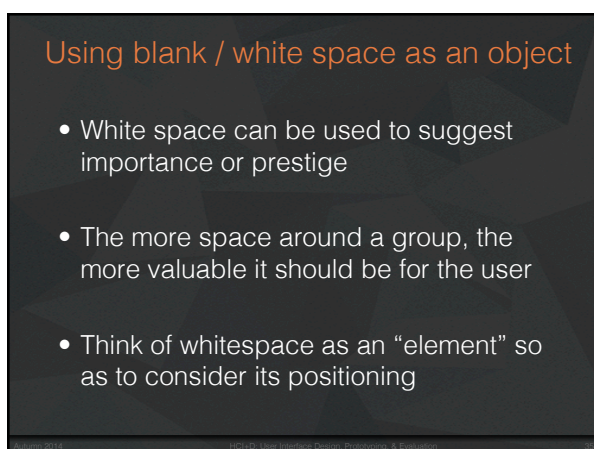 Using blank / white space as an object
• White space can be used to suggest
importance or prestige
• The more space around a group, the
more valuable it should be for the user
• Think of whitespace as an “element” so
as to consider its positioning
Autumn 2014 HCI+D: User Interface Design, Prototyping, & Evaluation